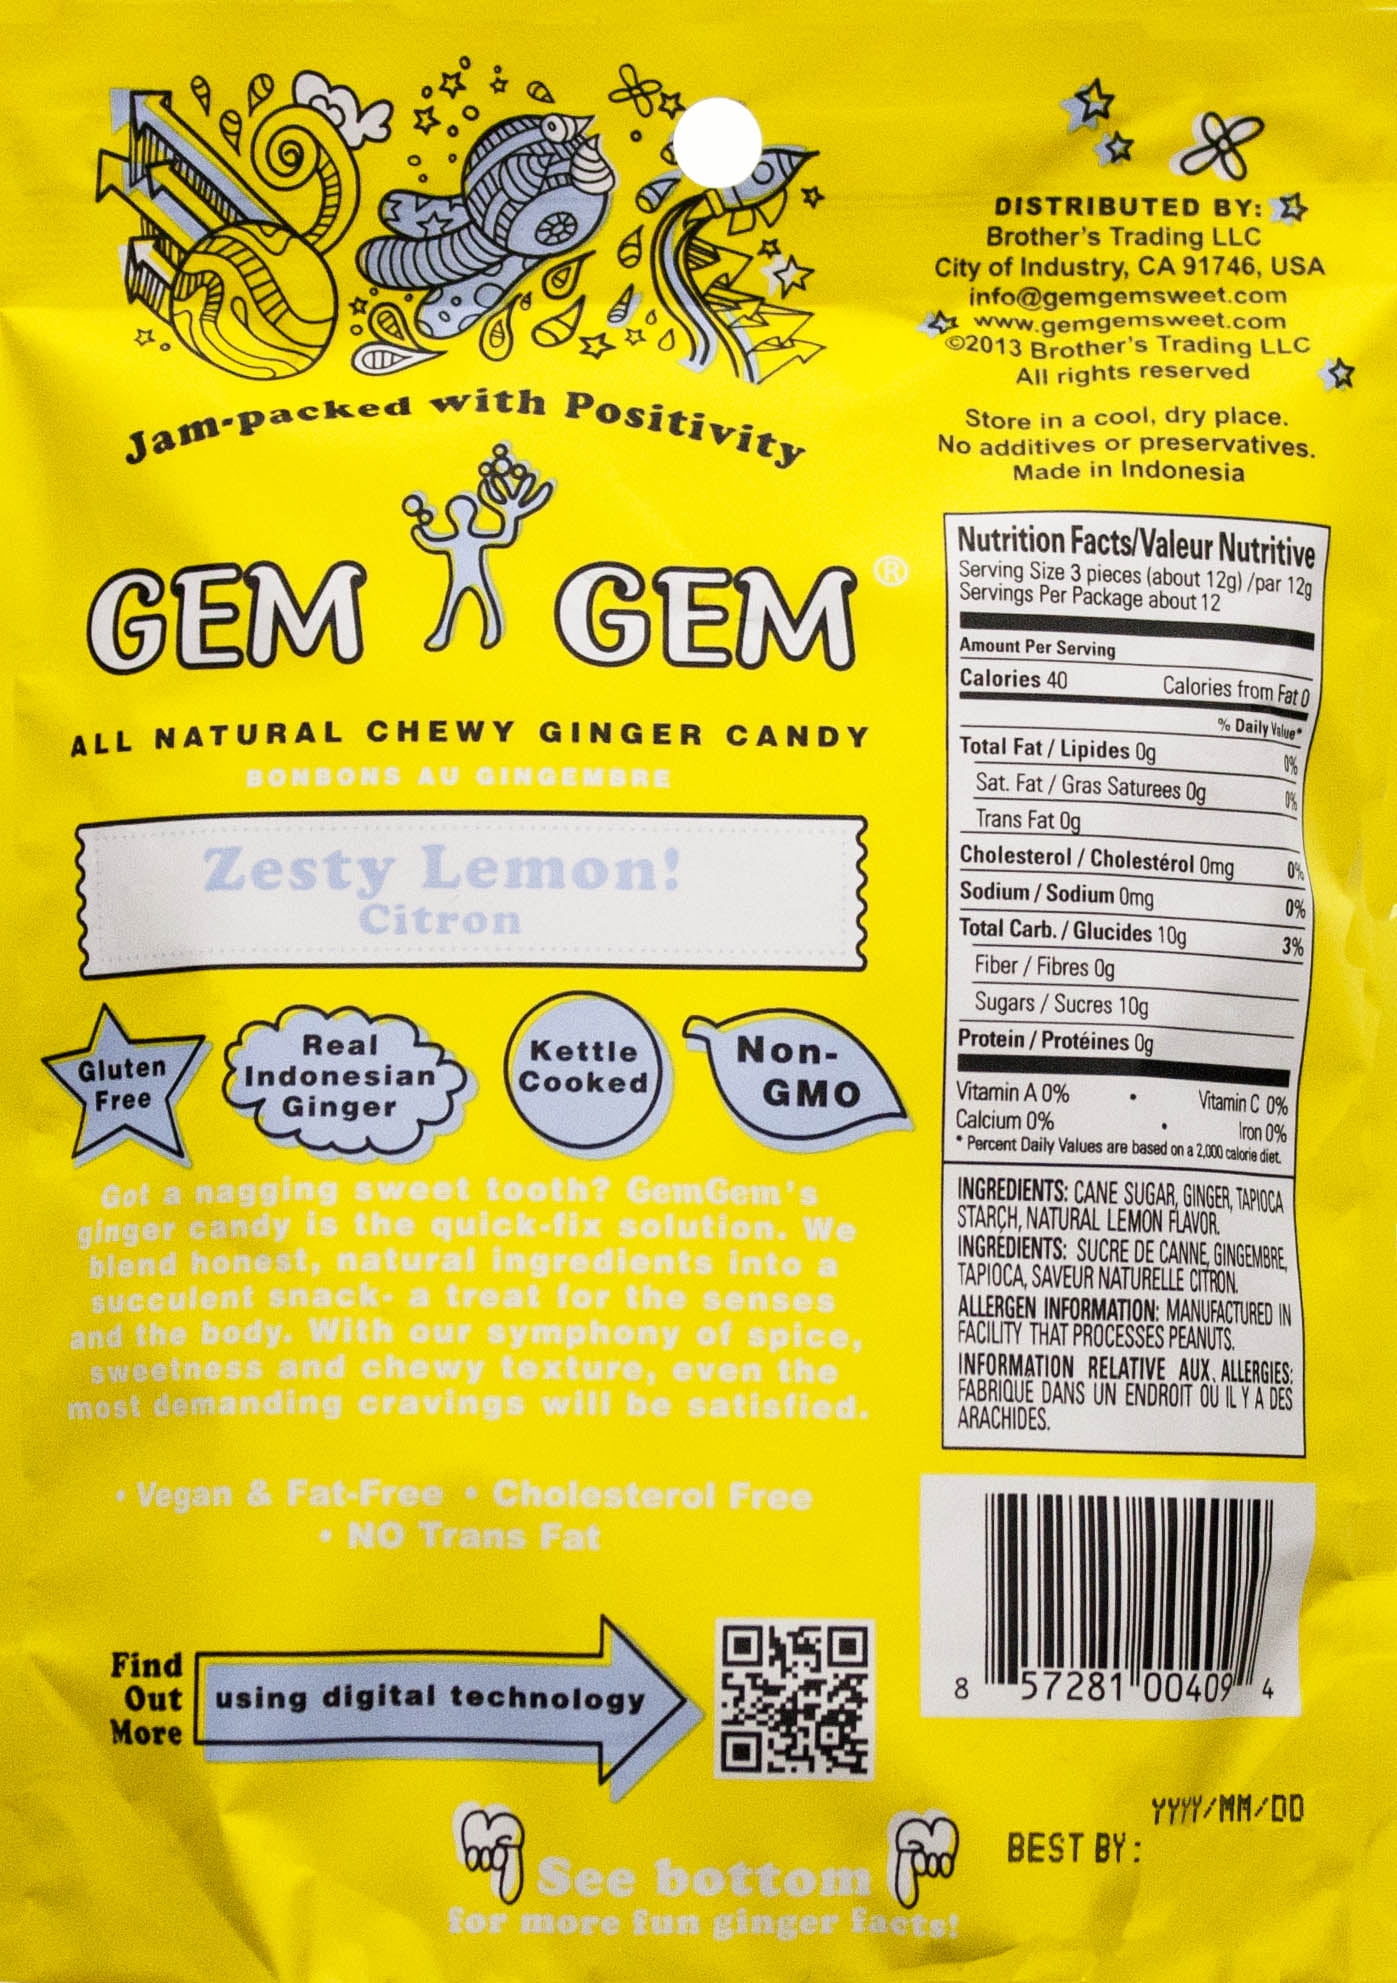 Jam-packed with Positivity
GEM GEM ®
ALL NATURAL CHEWY GINGER CANDY
BONBONS AU GINGEMBRE
Zesty Lemon!
Citron
Gluten
Free
Real
Indonesian
Ginger
Kettle
Cooked
Non-
GMO
Got a nagging sweet tooth? GemGem's
ginger candy is the quick-fix solution. We
blend honest, natural ingredients into a
succulent snack- a treat for the senses
and the body. With our symphony of spice,
sweetness and chewy texture, even the
most demanding cravings will be satisfied.
• Vegan & Fat-Free • Cholesterol Free
• NO Trans Fat
Find
Out
More
using digital technology
See bottom
for more fun ginger facts!
DISTRIBUTED BY:
Brother's Trading LLC
City of Industry, CA 91746, USA
info@gemgemsweet.com
www.gemgemsweet.com
©2013 Brother's Trading LLC
All rights reserved
Store in a cool, dry place.
No additives or preservatives.
Made in Indonesia
Nutrition Facts/Valeur Nutritive
Serving Size 3 pieces (about 12g) /par 12g
Servings Per Package about 12
Amount Per Serving
Calories 40 Calories from Fat 0
% Daily Value*
Total Fat / Lipides 0g 0%
Sat. Fat / Gras Saturees 0g 0%
Trans Fat 0g
Cholesterol / Cholestérol 0mg 0%
Sodium / Sodium 0mg 0%
Total Carb. / Glucides 10g 3%
Fiber / Fibres 0g
Sugars / Sucres 10g
Protein / Protéines 0g
Vitamin A 0% • Vitamin C 0%
Calcium 0% • Iron 0%
* Percent Daily Values are based on a 2,000 calorie diet.
INGREDIENTS: CANE SUGAR, GINGER, TAPIOCA
STARCH, NATURAL LEMON FLAVOR.
INGRÉDIENTS: SUCRE DE CANNE, GINGEMBRE,
TAPIOCA, SAVEUR NATURELLE CITRON.
ALLERGEN INFORMATION: MANUFACTURED IN
FACILITY THAT PROCESSES PEANUTS.
INFORMATION RELATIVE AUX ALLERGIES:
FABRIQUE DANS UN ENDROIT OU IL Y A DES
ARACHIDES.
8 57281 00409 4
YYYY/MM/DD
BEST BY: